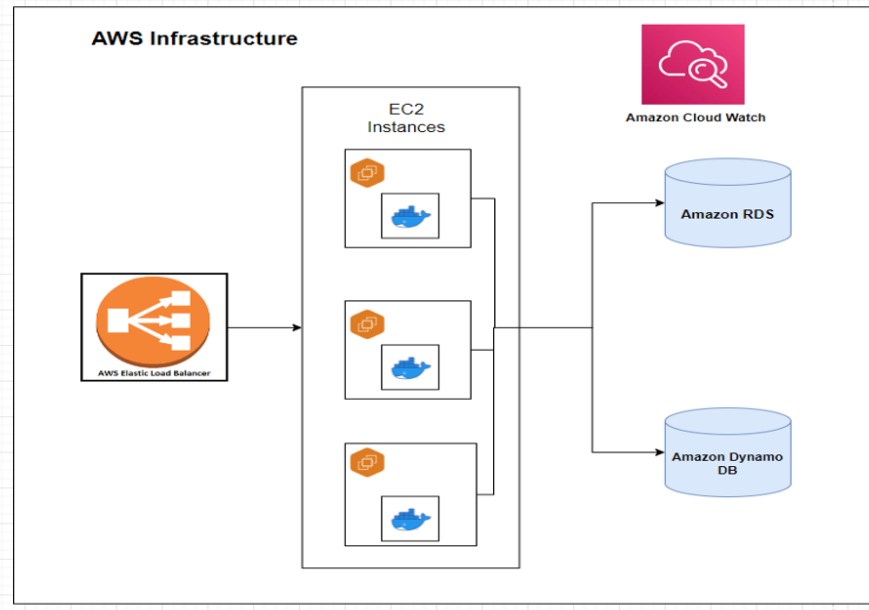 AWS Infrastructure
Amazon Cloud Watch
EC2
Instances
AWS Elastic Load Balancer
Amazon RDS
Amazon Dynamo
DB